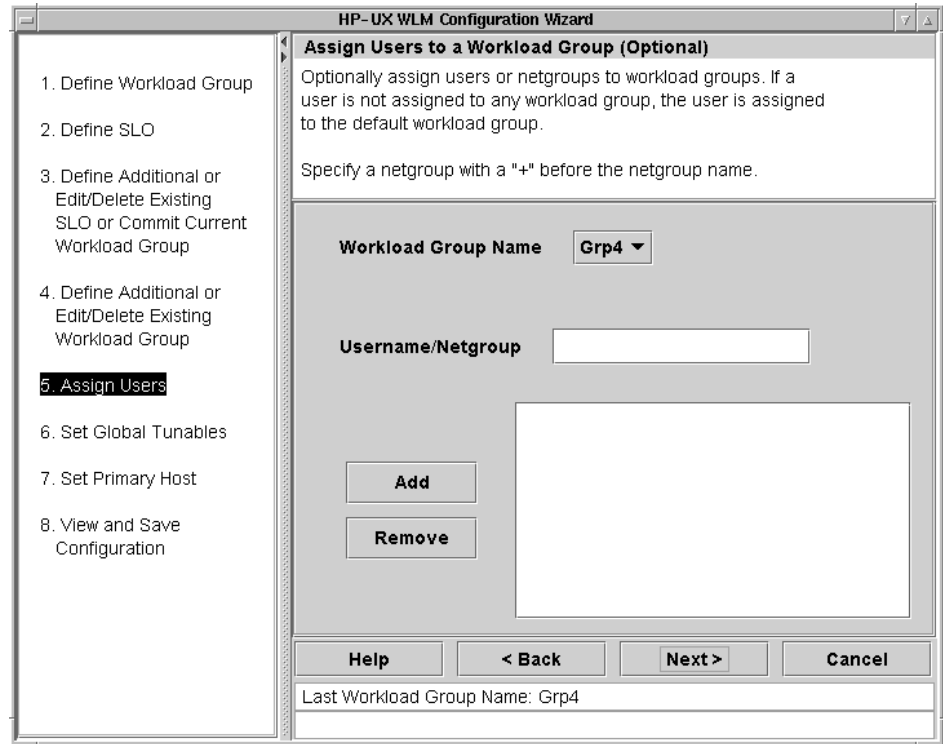 HP-UX WLM Configuration Wizard
1. Define Workload Group
2. Define SLO
3. Define Additional or
Edit/Delete Existing
SLO or Commit Current
Workload Group
4. Define Additional or
Edit/Delete Existing
Workload Group
5. Assign Users
6. Set Global Tunables
7. Set Primary Host
8. View and Save
Configuration
Assign Users to a Workload Group (Optional)
Optionally assign users or netgroups to workload groups. If a
user is not assigned to any workload group, the user is assigned
to the default workload group.
Specify a netgroup with a "+" before the netgroup name.
Workload Group Name Grp4
Username/Netgroup
Add
Remove
Help < Back Next > Cancel
Last Workload Group Name: Grp4